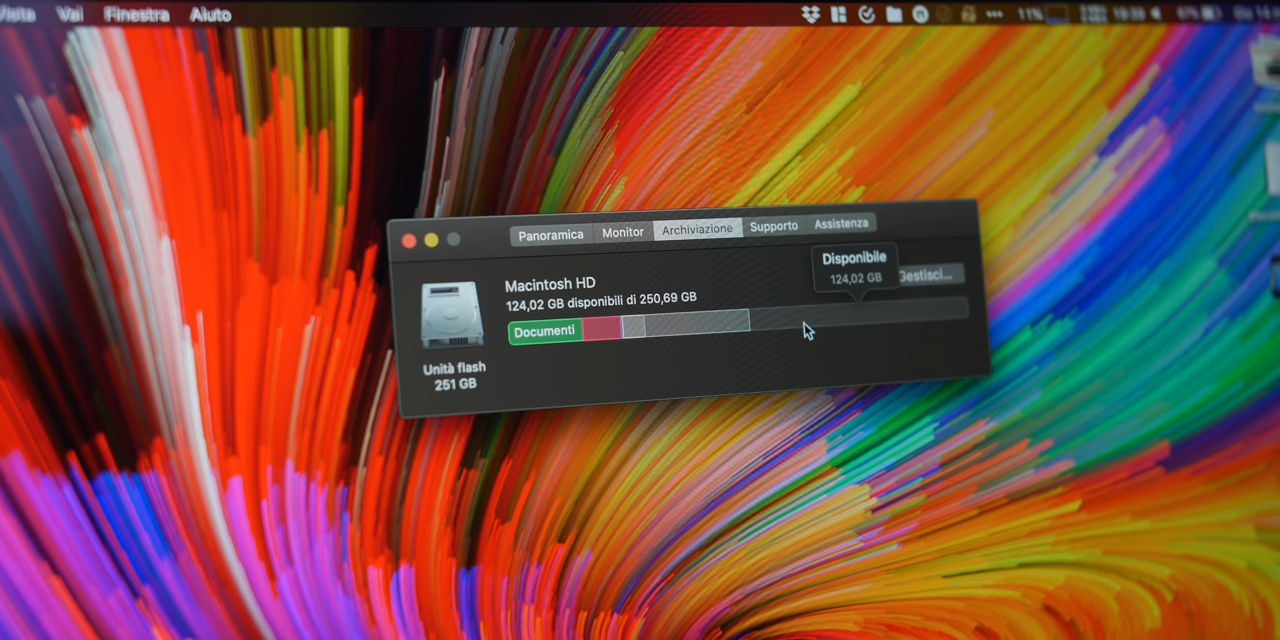 Vista Vai Finestra Aiuto
11%
Panoramica Monitor Archiviazione Supporto Assistenza
Disponibile
124,02 GB
Gestisci...
Macintosh HD
124,02 GB disponibili di 250,69 GB
Documenti
Unità flash
251 GB